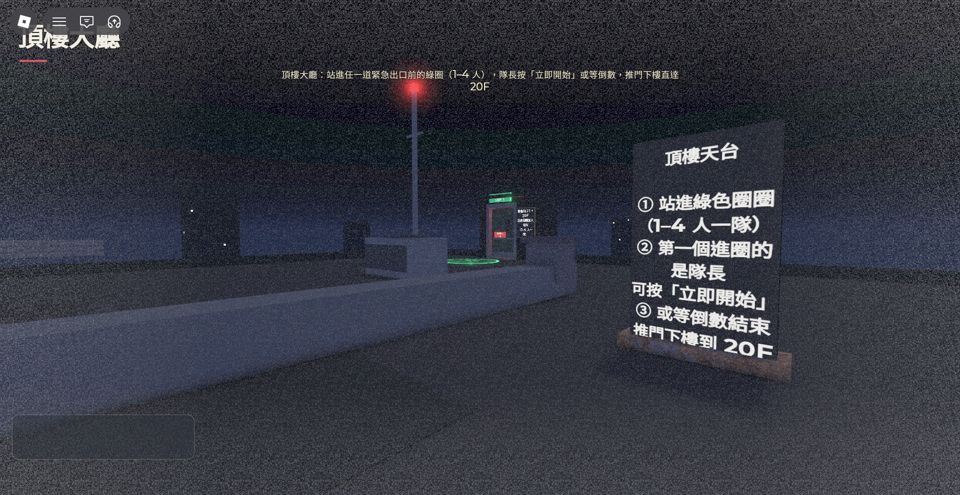 頂樓大廳
頂樓大廳：站進任一道緊急出口前的綠圈（1–4 人），隊長按「立即開始」或等倒數，推門下樓直達
20F
頂樓天台
① 站進綠色圈圈
（1–4 人一隊）
② 第一個進圈的
是隊長
可按「立即開始」
③ 或等倒數結束
推門下樓到 20F